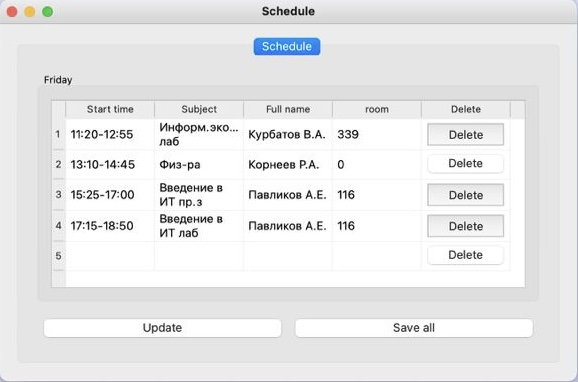 Schedule
Schedule
Friday
Start time Subject Full name room Delete
1 11:20-12:55 Информ.эко... лаб Курбатов В.А. 339 Delete
2 13:10-14:45 Физ-ра Корнеев Р.А. 0 Delete
3 15:25-17:00 Введение в ИТ пр.з Павликов А.Е. 116 Delete
4 17:15-18:50 Введение в ИТ лаб Павликов А.Е. 116 Delete
5 Delete
Update Save all